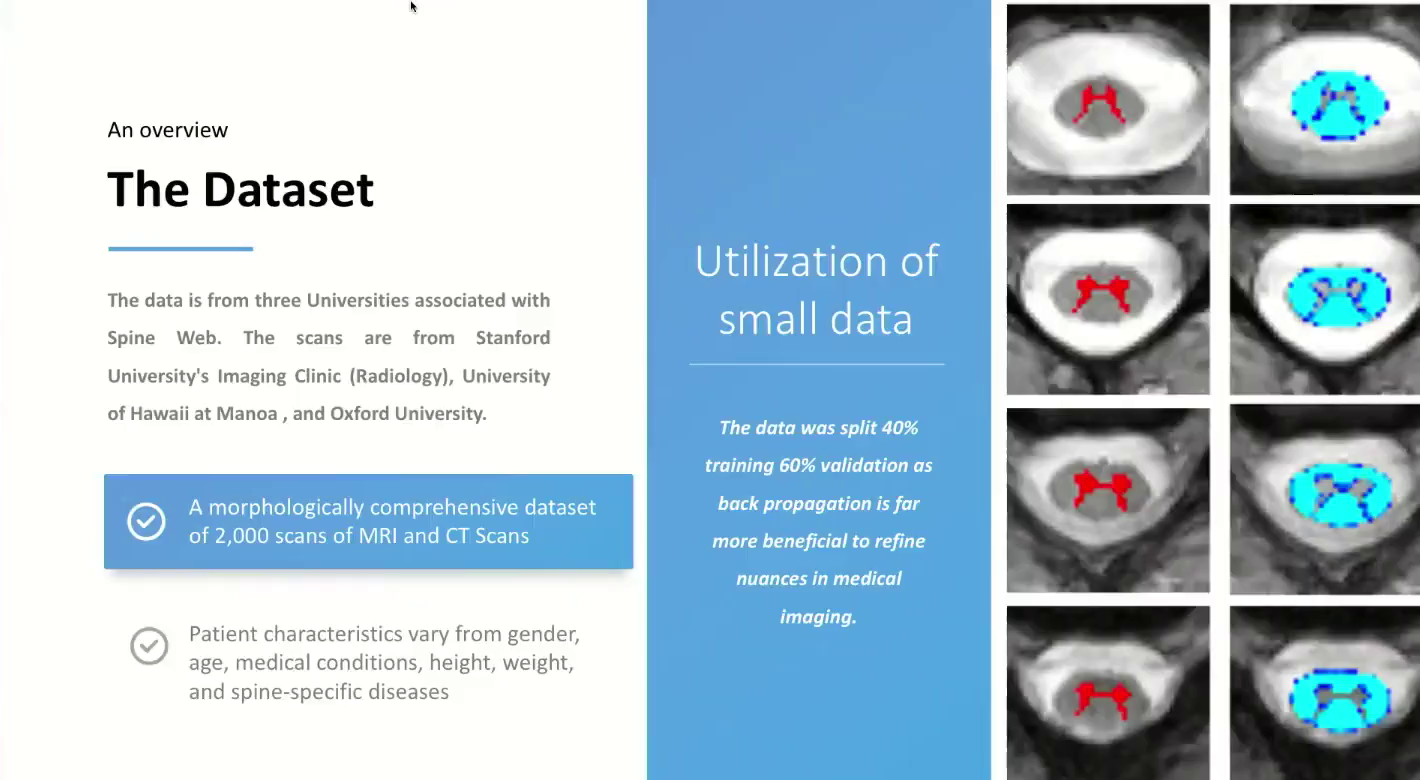 An overview
The Dataset
The data is from three Universities associated with
Spine Web. The scans are from Stanford
University's Imaging Clinic (Radiology), University
of Hawaii at Manoa , and Oxford University.
A morphologically comprehensive dataset
of 2,000 scans of MRI and CT Scans
Patient characteristics vary from gender,
age, medical conditions, height, weight,
and spine-specific diseases
Utilization of
small data
The data was split 40%
training 60% validation as
back propagation is far
more beneficial to refine
nuances in medical
imaging.